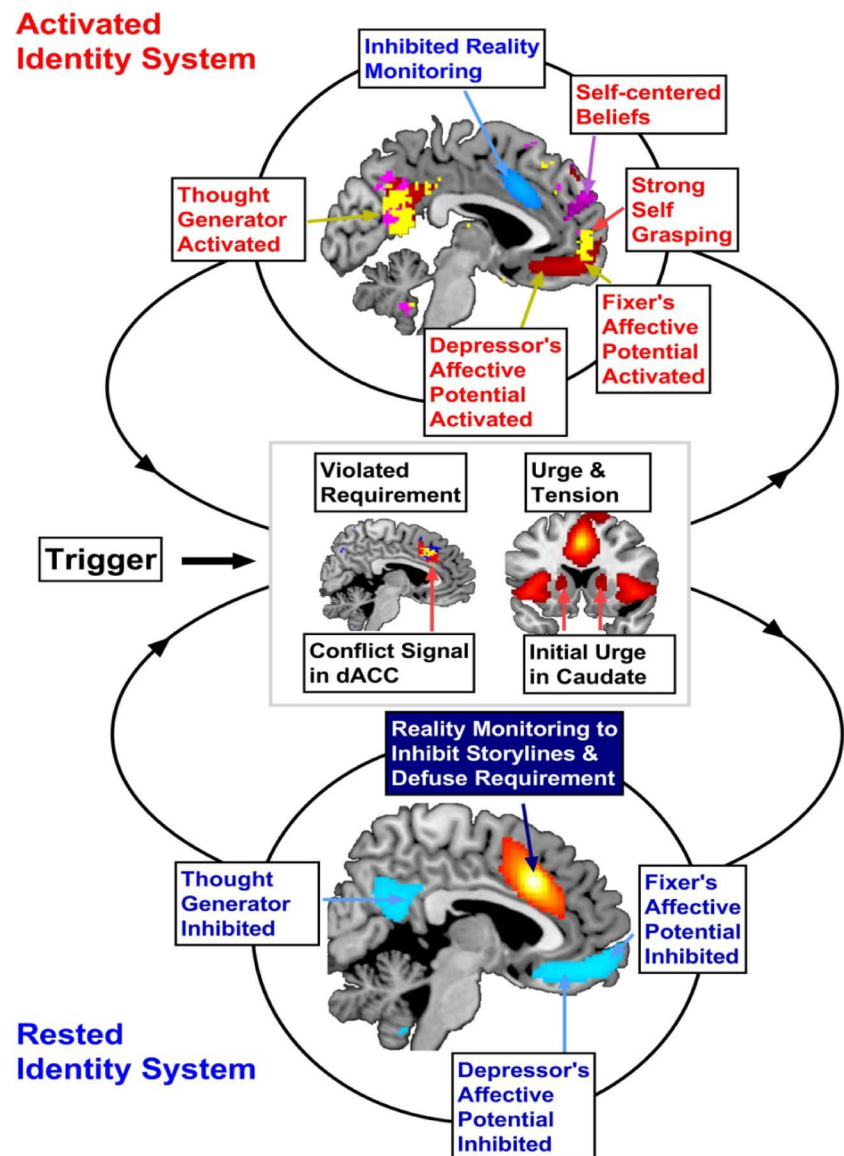 Activated
Identity System
Inhibited Reality
Monitoring
Self-centered
Beliefs
Thought
Generator
Activated
Strong
Self
Grasping
Fixer's
Affective
Potential
Activated
Depressor's
Affective
Potential
Activated
Violated
Requirement
Urge &
Tension
Trigger
Conflict Signal
in dACC
Initial Urge
in Caudate
Reality Monitoring to
Inhibit Storylines &
Defuse Requirement
Thought
Generator
Inhibited
Fixer's
Affective
Potential
Inhibited
Rested
Identity System
Depressor's
Affective
Potential
Inhibited